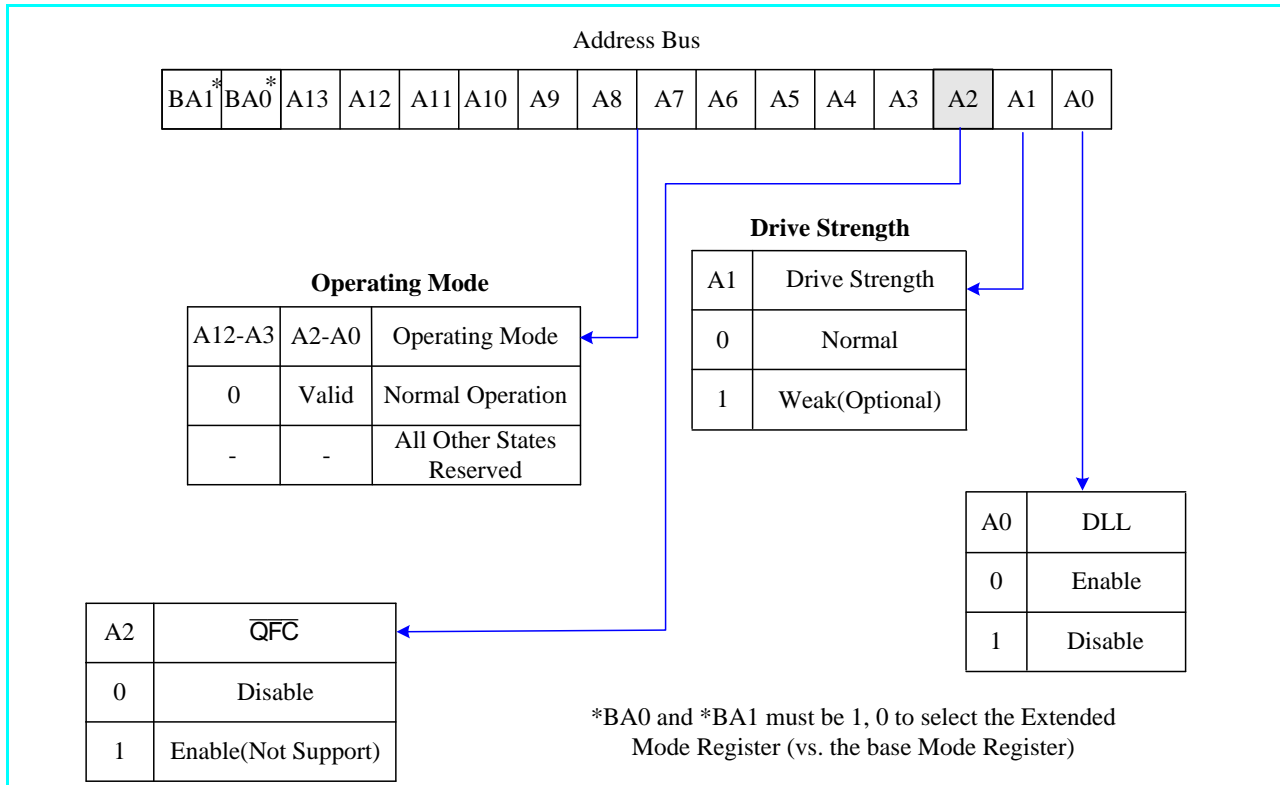 Address Bus
BA1* BA0* A13 A12 A11 A10 A9 A8 A7 A6 A5 A4 A3 A2 A1 A0
Drive Strength
A1 Drive Strength
0 Normal
1 Weak(Optional)
Operating Mode
A12-A3 A2-A0 Operating Mode
0 Valid Normal Operation
- - All Other States
Reserved
A0 DLL
0 Enable
1 Disable
A2 Q̅F̅C̅
0 Disable
1 Enable(Not Support)
*BA0 and *BA1 must be 1, 0 to select the Extended
Mode Register (vs. the base Mode Register)